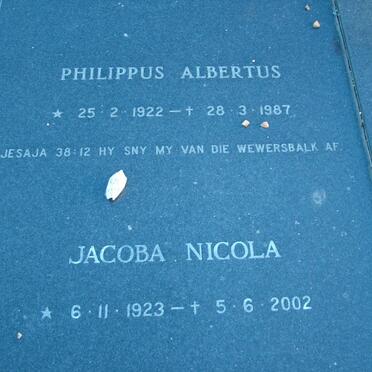 PHILIPPUS ALBERTUS
★ 25·2·1922 — † 28·3·1987
JESAJA 38:12 HY SNY MY VAN DIE WEWERSBALK AF.
JACOBA NICOLA
★ 6·11·1923 — † 5·6·2002